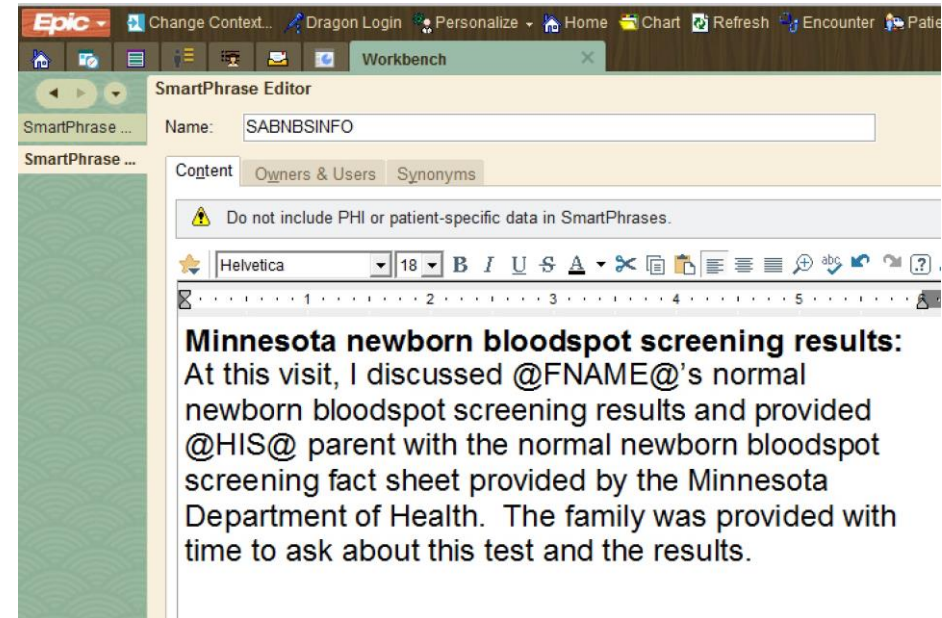 Epic Change Context... Dragon Login Personalize Home Chart Refresh Encounter Patie
Workbench
SmartPhrase Editor
SmartPhrase ... Name: SABNBSINFO
SmartPhrase ...
Content Owners & Users Synonyms
Do not include PHI or patient-specific data in SmartPhrases.
Helvetica 18 B I U S A abc ?
1 2 3 4 5 6
Minnesota newborn bloodspot screening results:
At this visit, I discussed @FNAME@’s normal
newborn bloodspot screening results and provided
@HIS@ parent with the normal newborn bloodspot
screening fact sheet provided by the Minnesota
Department of Health.  The family was provided with
time to ask about this test and the results.